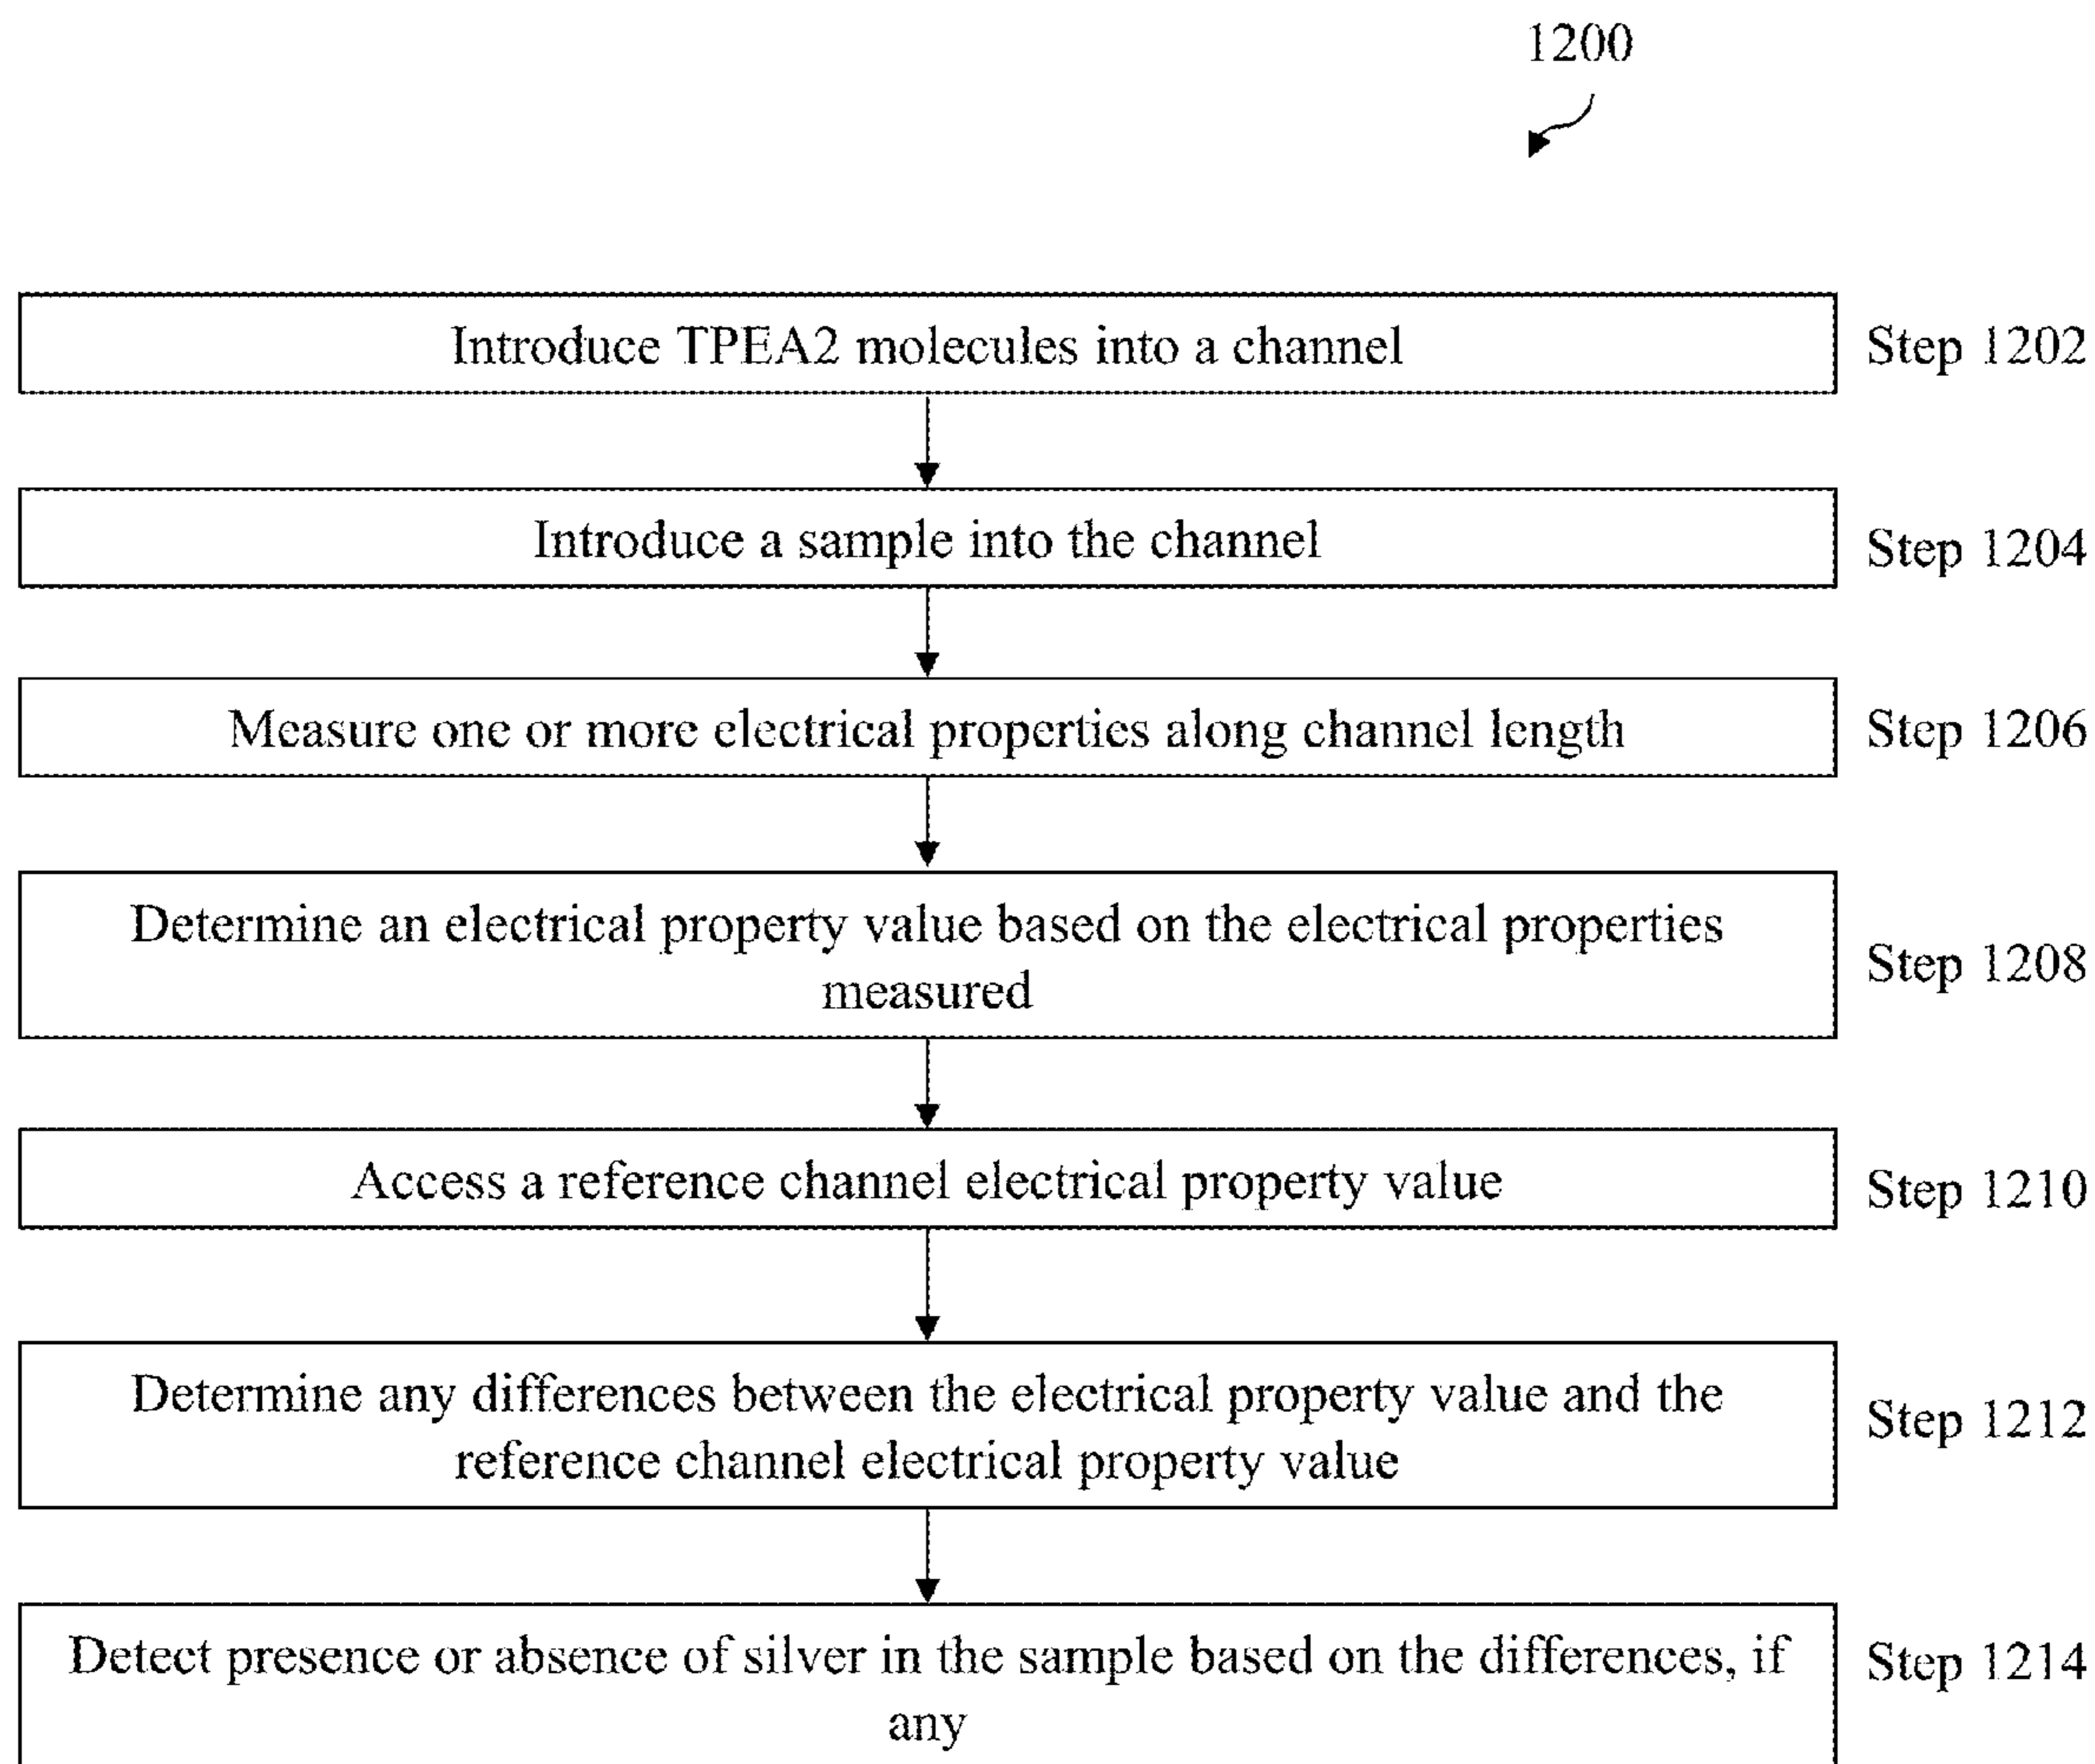 1200
Introduce TPEA2 molecules into a channel
Step 1202
Introduce a sample into the channel
Step 1204
Measure one or more electrical properties along channel length
Step 1206
Determine an electrical property value based on the electrical properties
measured
Step 1208
Access a reference channel electrical property value
Step 1210
Determine any differences between the electrical property value and the
reference channel electrical property value
Step 1212
Detect presence or absence of silver in the sample based on the differences, if
any
Step 1214